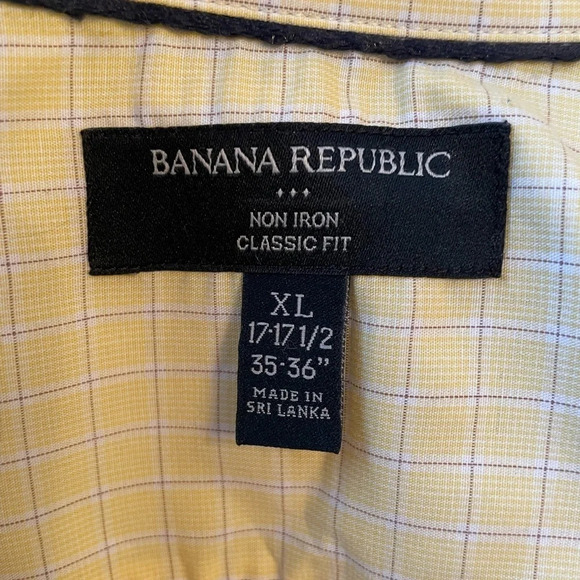 BANANA REPUBLIC
NON IRON
CLASSIC FIT
XL
17-17 1/2
35-36"
MADE IN
SRI LANKA